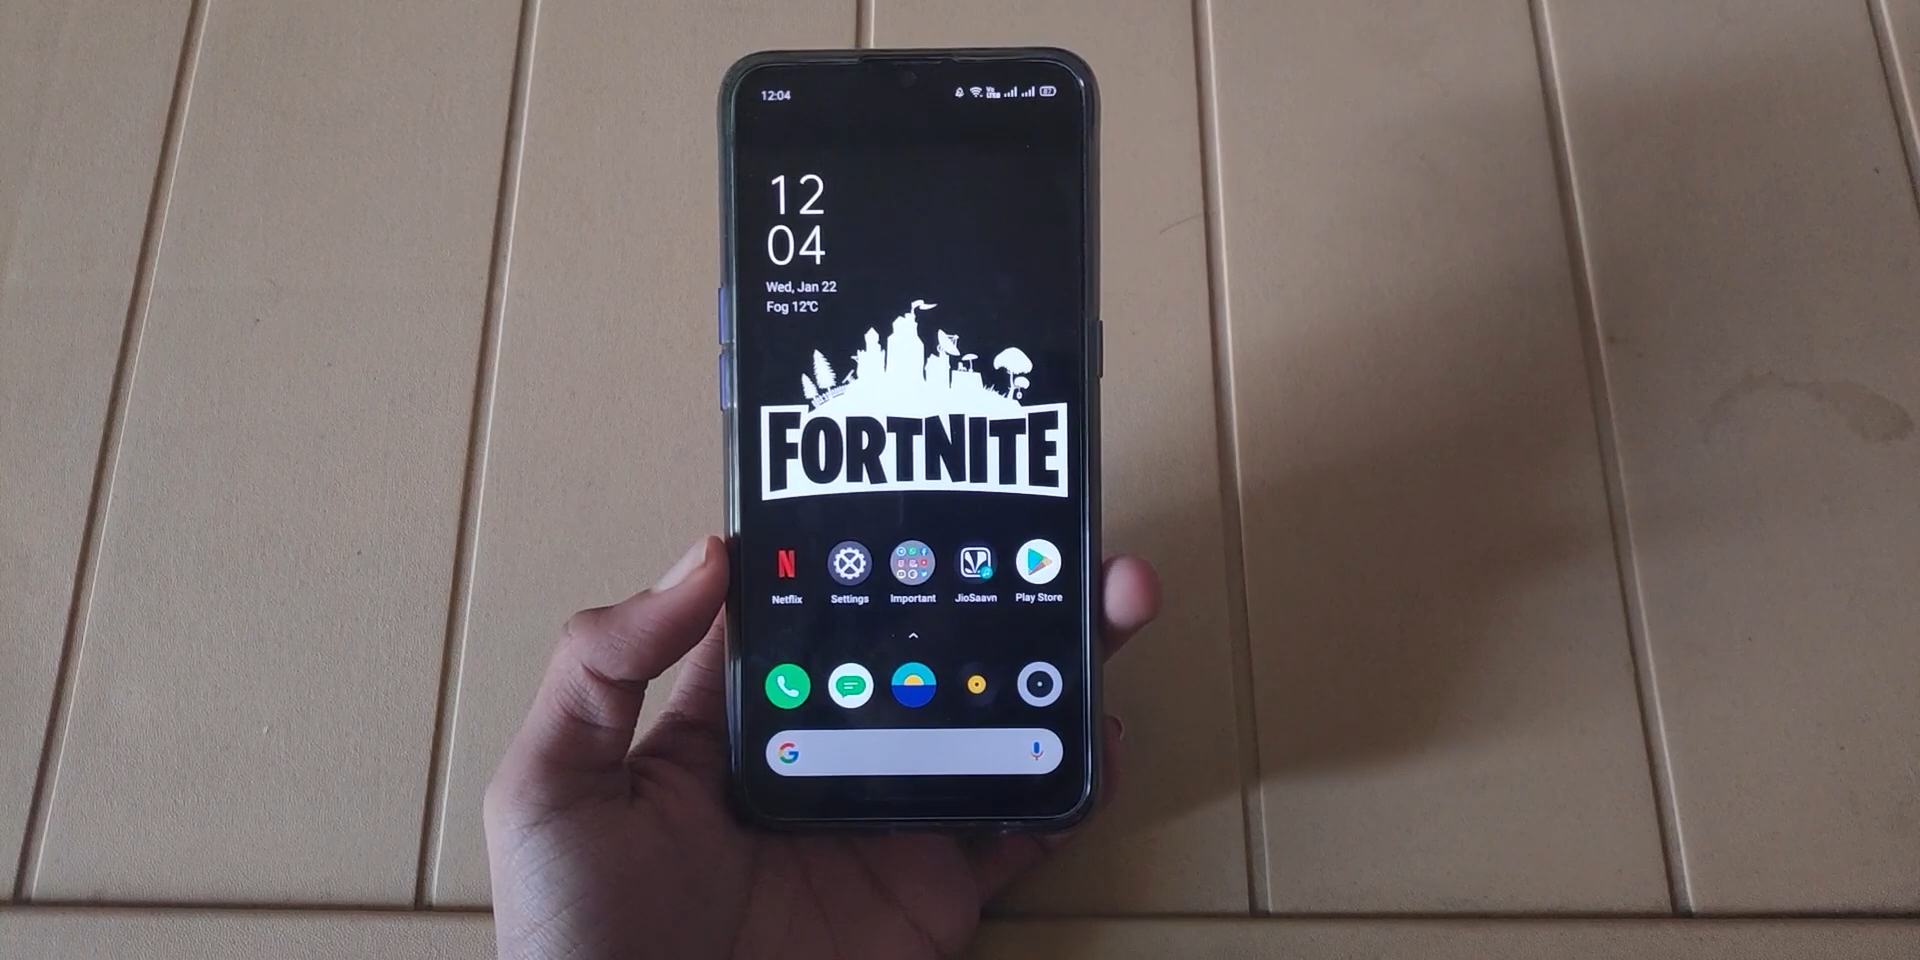 12:04
12
04
Wed, Jan 22
Fog 12°C
FORTNITE
Netflix Settings Important JioSaavn Play Store